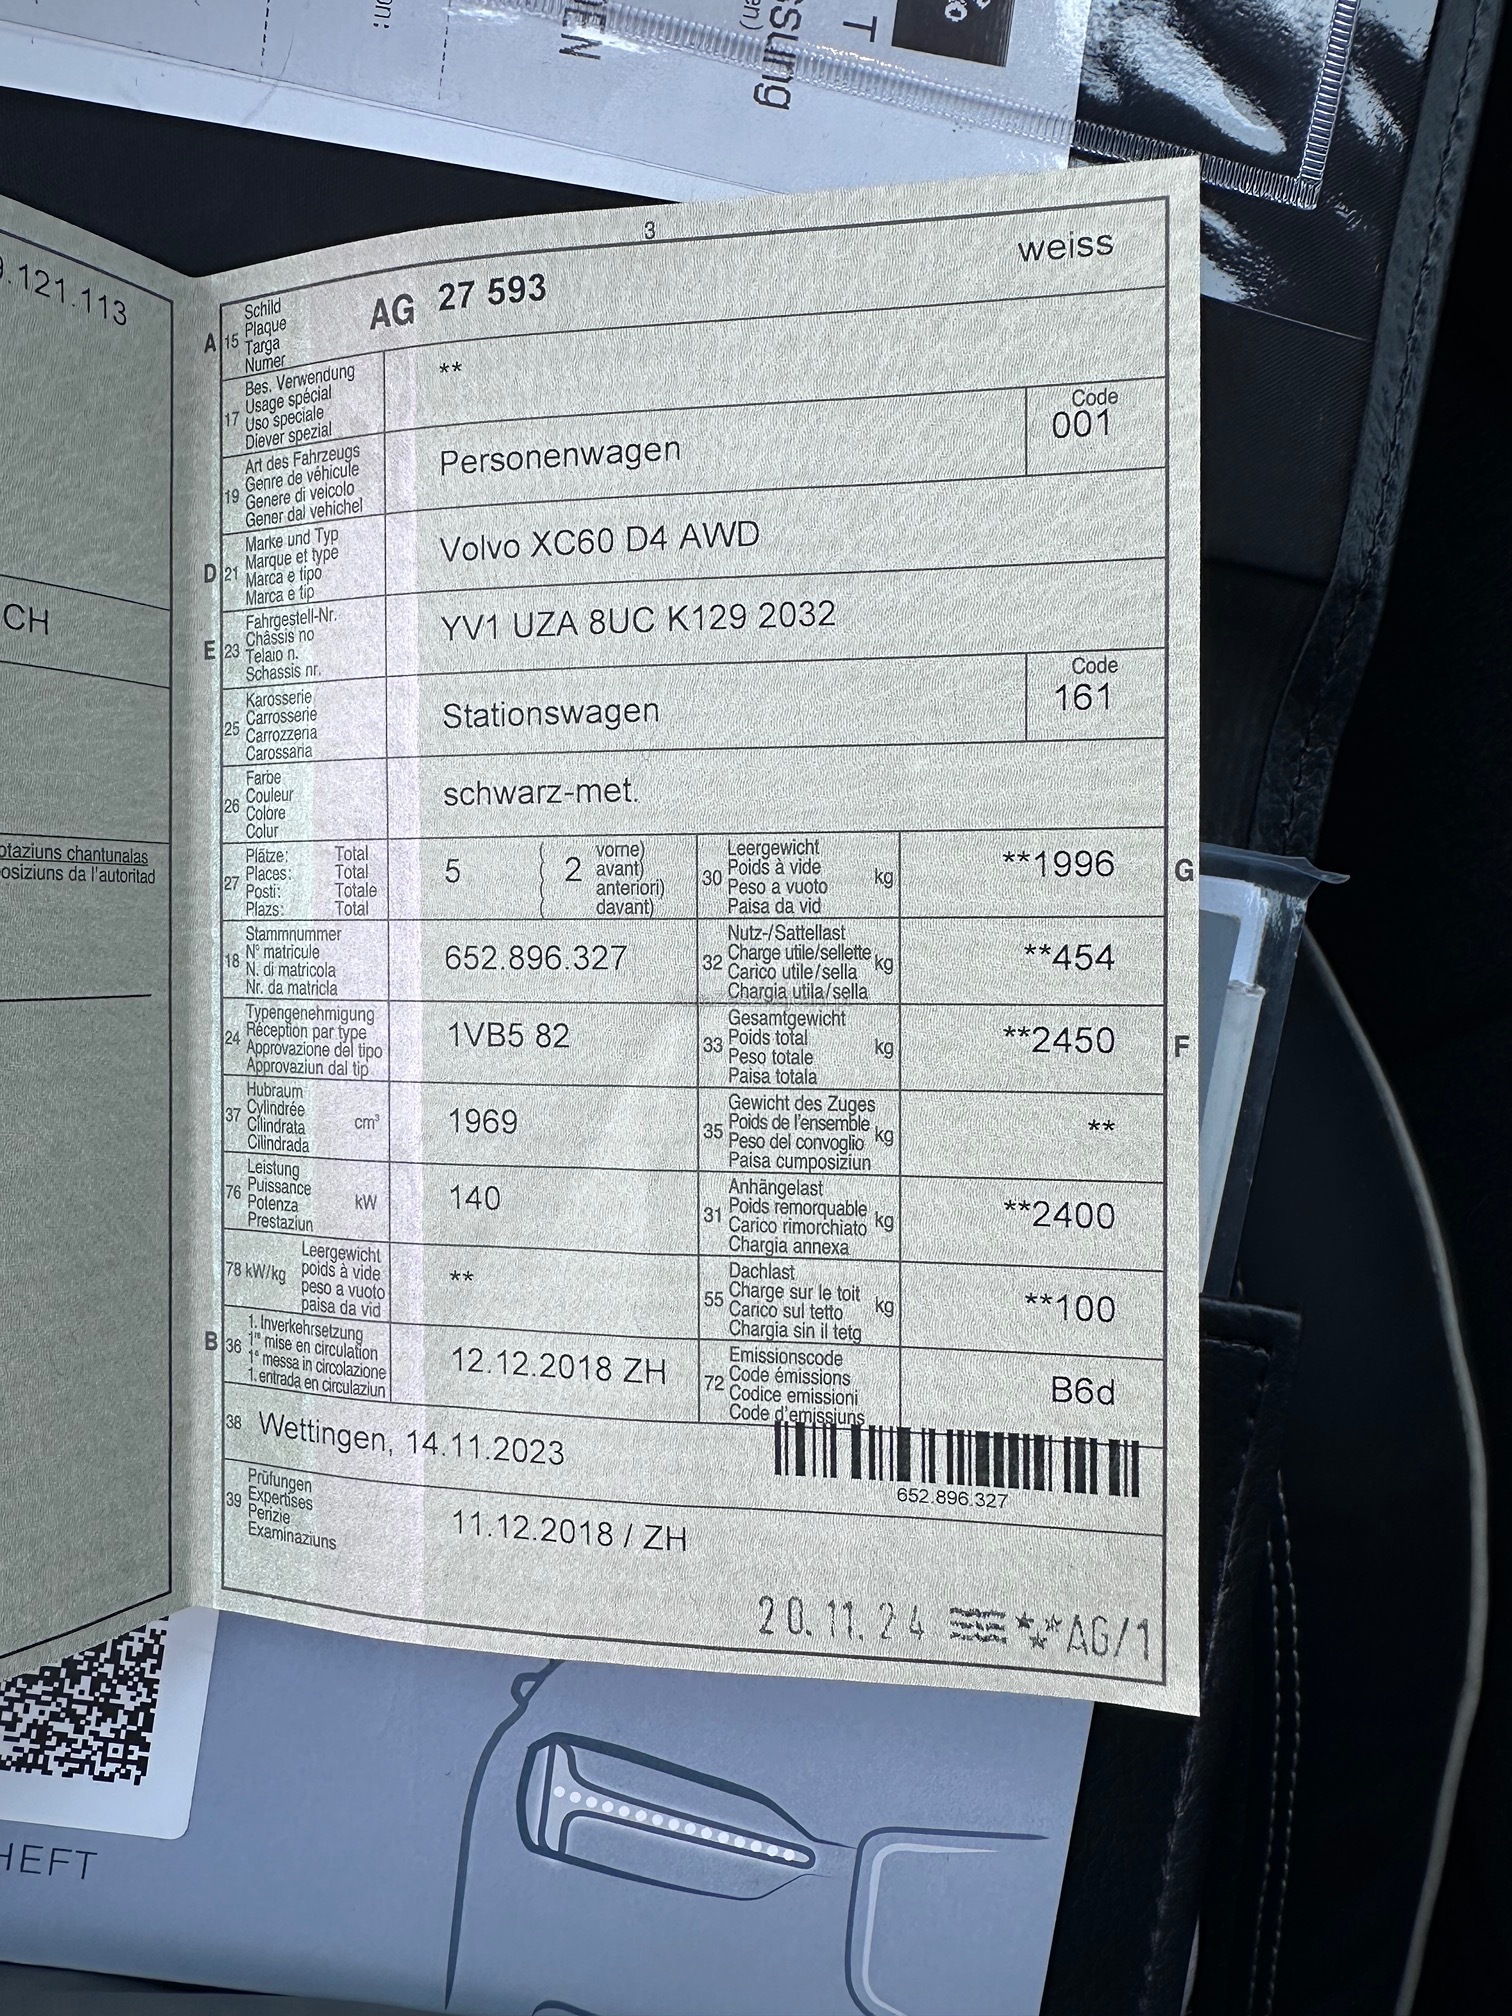 ssung
en)
T
EN
on:
.121.113
CH
otaziuns chantunalas
osiziuns da l'autoritad
3
A 15 Schild
Plaque
Targa
Numer
AG 27 593
weiss
17 Bes. Verwendung
Usage spécial
Uso speciale
Diever spezial
**
19 Art des Fahrzeugs
Genre de véhicule
Genere di veicolo
Gener dal vehichel
Personenwagen
Code
001
D 21 Marke und Typ
Marque et type
Marca e tipo
Marca e tip
Volvo XC60 D4 AWD
E 23 Fahrgestell-Nr.
Châssis no
Telaio n.
Schassis nr.
YV1 UZA 8UC K129 2032
25 Karosserie
Carrosserie
Carrozzeria
Carossaria
Stationswagen
Code
161
26 Farbe
Couleur
Colore
Colur
schwarz-met.
27 Plätze: Total
Places: Total
Posti: Totale
Plazs: Total
5 ( 2 vorne)
avant)
anteriori)
davant)
30 Leergewicht
Poids à vide
Peso a vuoto
Paisa da vid
kg
**1996
G
18 Stammnummer
N° matricule
N. di matricola
Nr. da matricla
652.896.327
32 Nutz-/Sattellast
Charge utile/sellette
Carico utile/sella
Chargia utila/sella
kg
**454
24 Typengenehmigung
Réception par type
Approvazione del tipo
Approvaziun dal tip
1VB5 82
33 Gesamtgewicht
Poids total
Peso totale
Paisa totala
kg
**2450
F
37 Hubraum
Cylindrée
Cilindrata
Cilindrada
cm³
1969
35 Gewicht des Zuges
Poids de l'ensemble
Peso del convoglio
Paisa cumposiziun
kg
**
76 Leistung
Puissance
Potenza
Prestaziun
kW
140
31 Anhängelast
Poids remorquable
Carico rimorchiato
Chargia annexa
kg
**2400
78 kW/kg Leergewicht
poids à vide
peso a vuoto
paisa da vid
**
55 Dachlast
Charge sur le toit
Carico sul tetto
Chargia sin il tetg
kg
**100
B 36 1. Inverkehrsetzung
1re mise en circulation
1a messa in circolazione
1. entrada en circulaziun
12.12.2018 ZH
72 Emissionscode
Code émissions
Codice emissioni
Code d'emissiuns
B6d
38 Wettingen, 14.11.2023
652.896.327
39 Prüfungen
Expertises
Perizie
Examinaziuns
11.12.2018 / ZH
20.11.24 AG/1
HEFT